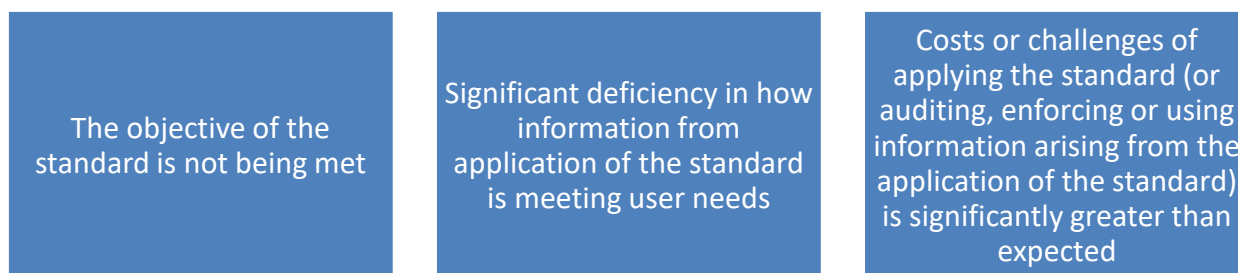 The objective of the
standard is not being met
Significant deficiency in how
information from
application of the standard
is meeting user needs
Costs or challenges of
applying the standard (or
auditing, enforcing or using
information arising from the
application of the standard)
is significantly greater than
expected